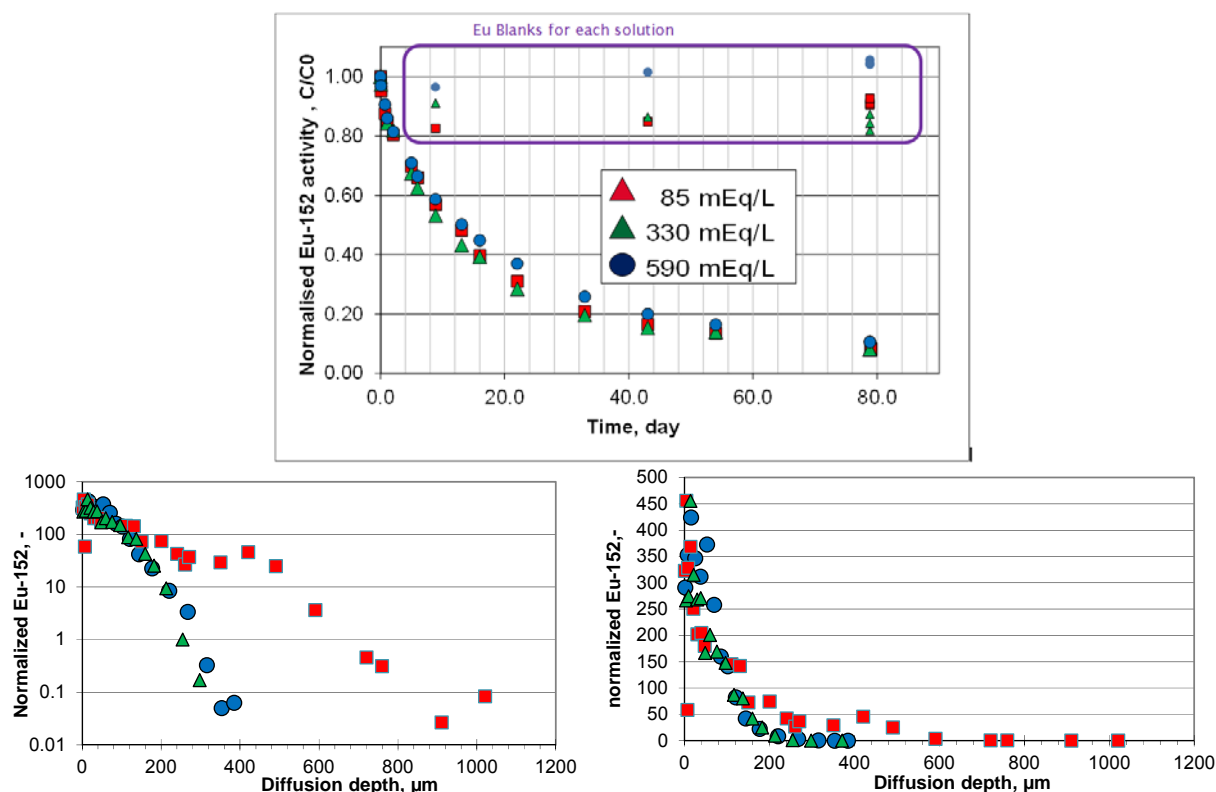 Eu Blanks for each solution
Normalised Eu-152 activity , C/C0
1.00
0.80
0.60
0.40
0.20
0.00
85 mEq/L
330 mEq/L
590 mEq/L
0.0 20.0 40.0 60.0 80.0
Time, day
Normalized Eu-152,-
1000
100
10
1
0.1
0.01
0 200 400 600 800 1000 1200
Diffusion depth, µm
normalized Eu-152,-
500
450
400
350
300
250
200
150
100
50
0
0 200 400 600 800 1000 1200
Diffusion depth, µm